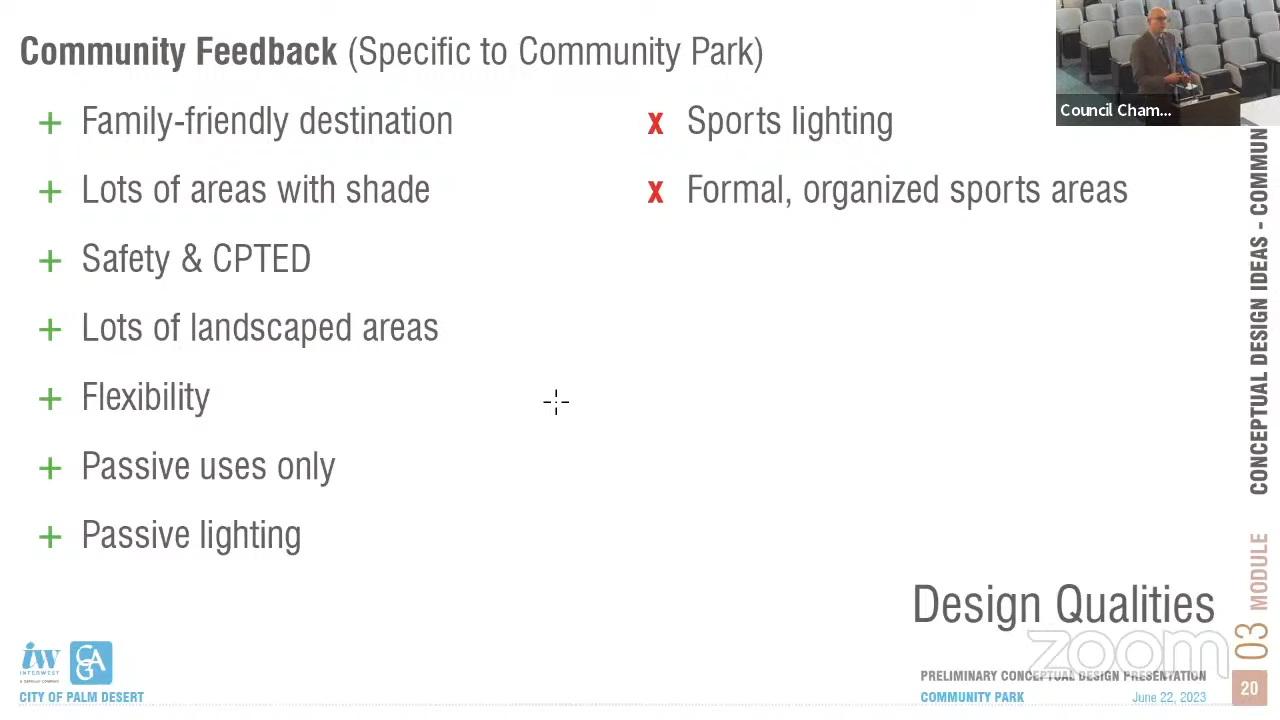 Community Feedback (Specific to Community Park)
+ Family-friendly destination
+ Lots of areas with shade
+ Safety & CPTED
+ Lots of landscaped areas
+ Flexibility
+ Passive uses only
+ Passive lighting
x Sports lighting
x Formal, organized sports areas
Council Cham...
CONCEPTUAL DESIGN IDEAS - COMMUN
MODULE
03
Design Qualities
zoom
iw
INTERWEST
CGA
CITY OF PALM DESERT
PRELIMINARY CONCEPTUAL DESIGN PRESENTATION
COMMUNITY PARK June 22, 2023
20